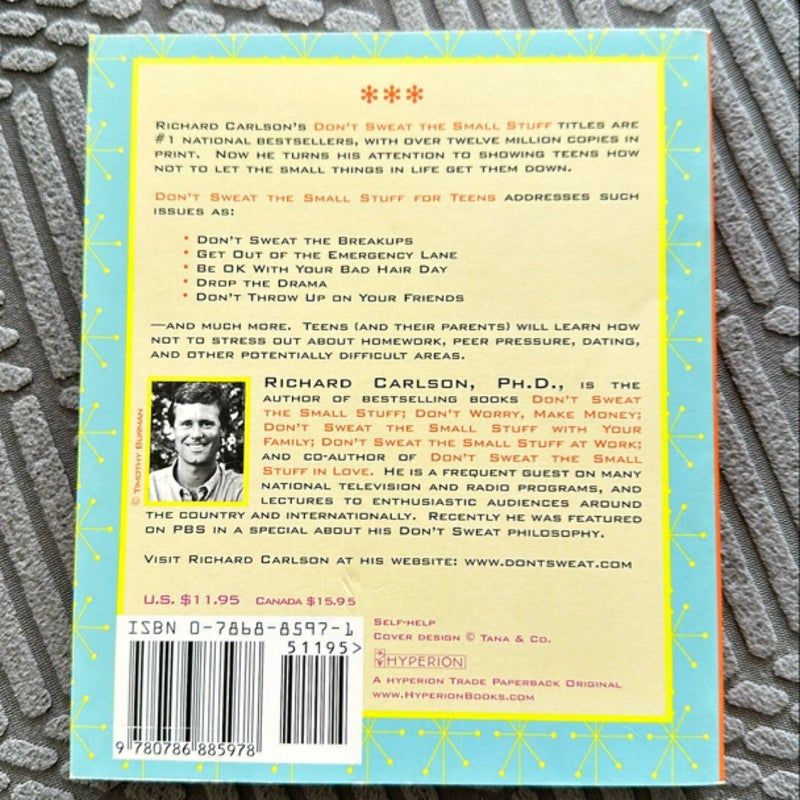 ***
Richard Carlson's Don't Sweat the Small Stuff titles are
#1 national bestsellers, with over twelve million copies in
print. Now he turns his attention to showing teens how
not to let the small things in life get them down.
Don't Sweat the Small Stuff for Teens addresses such
issues as:
* Don't Sweat the Breakups
* Get Out of the Emergency Lane
* Be OK With Your Bad Hair Day
* Drop the Drama
* Don't Throw Up on Your Friends
—and much more. Teens (and their parents) will learn how
not to stress out about homework, peer pressure, dating,
and other potentially difficult areas.
© Timothy Burman
Richard Carlson, Ph.D., is the
author of bestselling books Don't Sweat
the Small Stuff; Don't Worry, Make Money;
Don't Sweat the Small Stuff with Your
Family; Don't Sweat the Small Stuff at Work;
and co-author of Don't Sweat the Small
Stuff in Love. He is a frequent guest on many
national television and radio programs, and
lectures to enthusiastic audiences around
the country and internationally. Recently he was featured
on PBS in a special about his Don't Sweat philosophy.
Visit Richard Carlson at his website: www.dontsweat.com
U.S. $11.95 Canada $15.95
ISBN 0-7868-8597-1
51195>
9 780786 885978
Self-help
Cover design © Tana & Co.
HYPERION
A Hyperion Trade Paperback Original
www.HyperionBooks.com